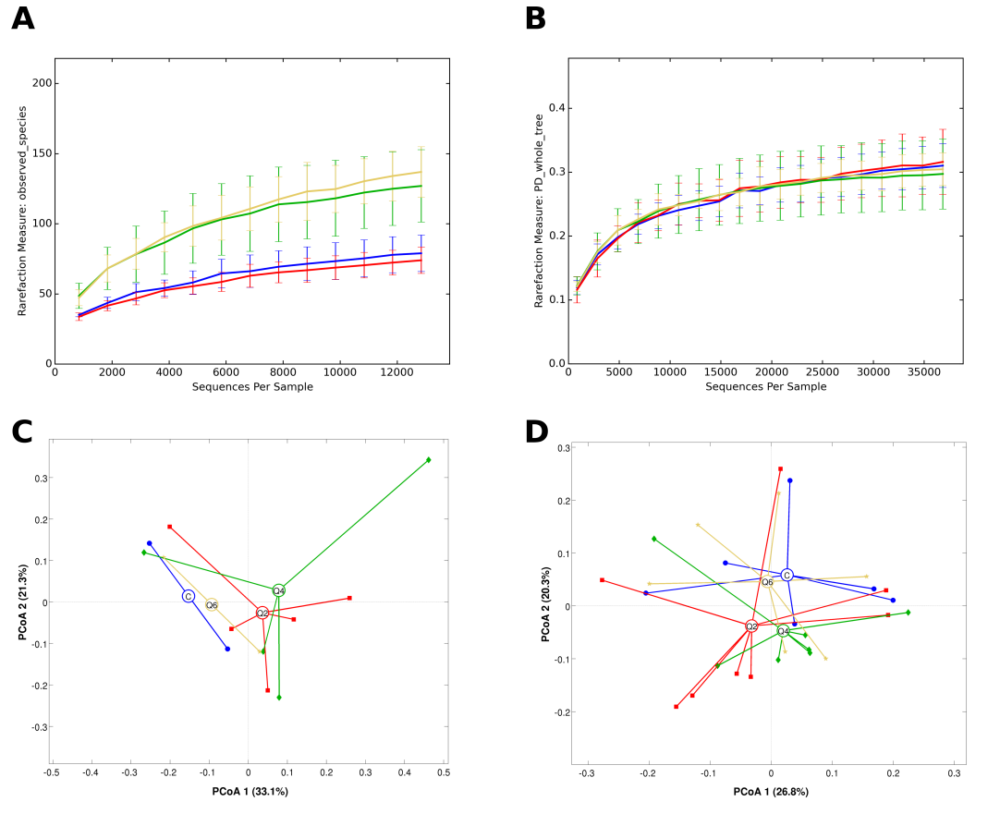 A
B
Rarefaction Measure: observed_species
200
150
100
50
0
0 2000 4000 6000 8000 10000 12000
Sequences Per Sample
Rarefaction Measure: PD_whole_tree
0.4
0.3
0.2
0.1
0.0
0 5000 10000 15000 20000 25000 30000 35000
Sequences Per Sample
C
D
PCoA 2 (21.3%)
0.3
0.2
0.1
0
-0.1
-0.2
-0.3
C
Q6
Q2
Q4
-0.5 -0.4 -0.3 -0.2 -0.1 0 0.1 0.2 0.3 0.4 0.5
PCoA 1 (33.1%)
PCoA 2 (20.3%)
0.3
0.2
0.1
0
-0.1
-0.2
C
Q6
Q2
Q4
-0.3 -0.2 -0.1 0 0.1 0.2 0.3
PCoA 1 (26.8%)